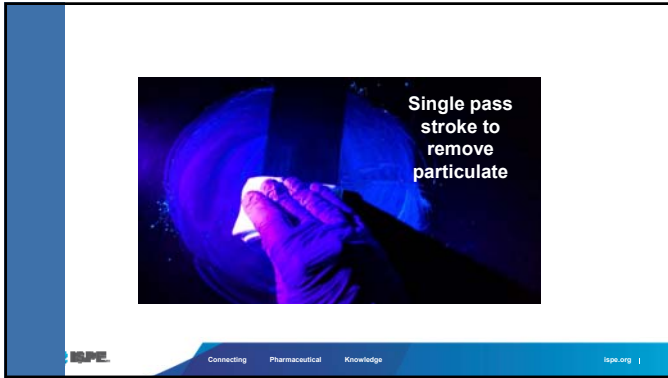 Single pass
stroke to
remove
particulate
ISPE.
Connecting Pharmaceutical Knowledge
ispe.org |